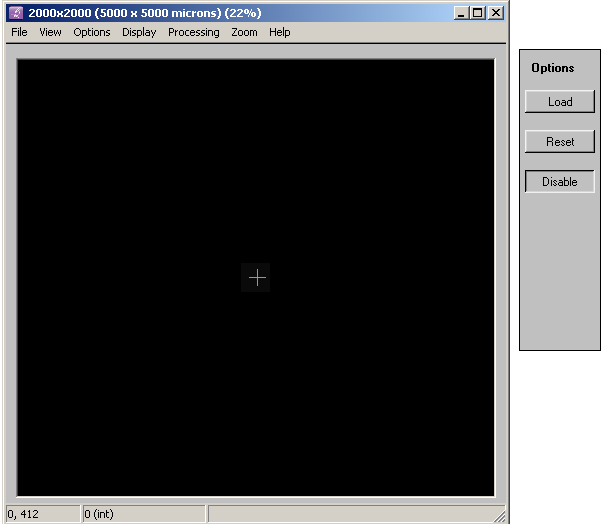 2000x2000 (5000 x 5000 microns) (22%)
File View Options Display Processing Zoom Help
Options
Load
Reset
Disable
0, 412 0 (int)